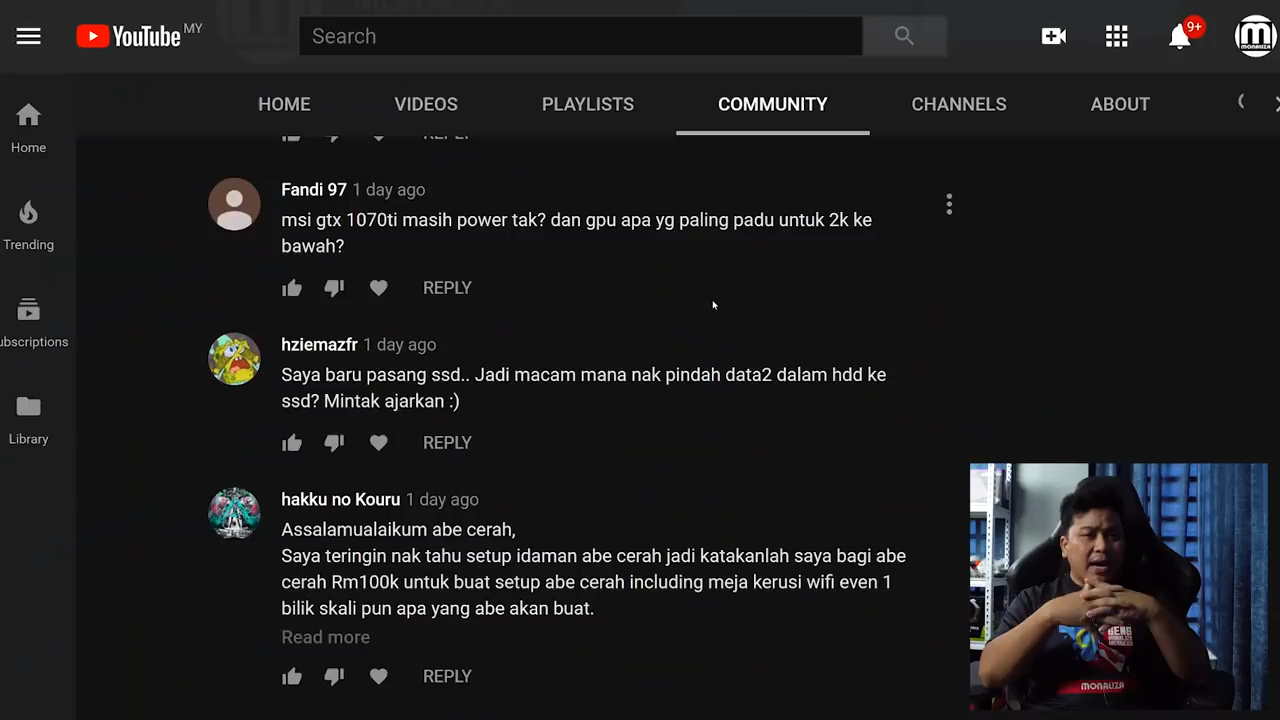 YouTube MY
Search
9+
MONALIZA
HOME VIDEOS PLAYLISTS COMMUNITY CHANNELS ABOUT
Home
Trending
ubscriptions
Library
REPLY
Fandi 97 1 day ago
msi gtx 1070ti masih power tak? dan gpu apa yg paling padu untuk 2k ke
bawah?
REPLY
hziemazfr 1 day ago
Saya baru pasang ssd.. Jadi macam mana nak pindah data2 dalam hdd ke
ssd? Mintak ajarkan :)
REPLY
hakku no Kouru 1 day ago
Assalamualaikum abe cerah,
Saya teringin nak tahu setup idaman abe cerah jadi katakanlah saya bagi abe
cerah Rm100k untuk buat setup abe cerah including meja kerusi wifi even 1
bilik skali pun apa yang abe akan buat.
Read more
REPLY
BENG
MONALIZA